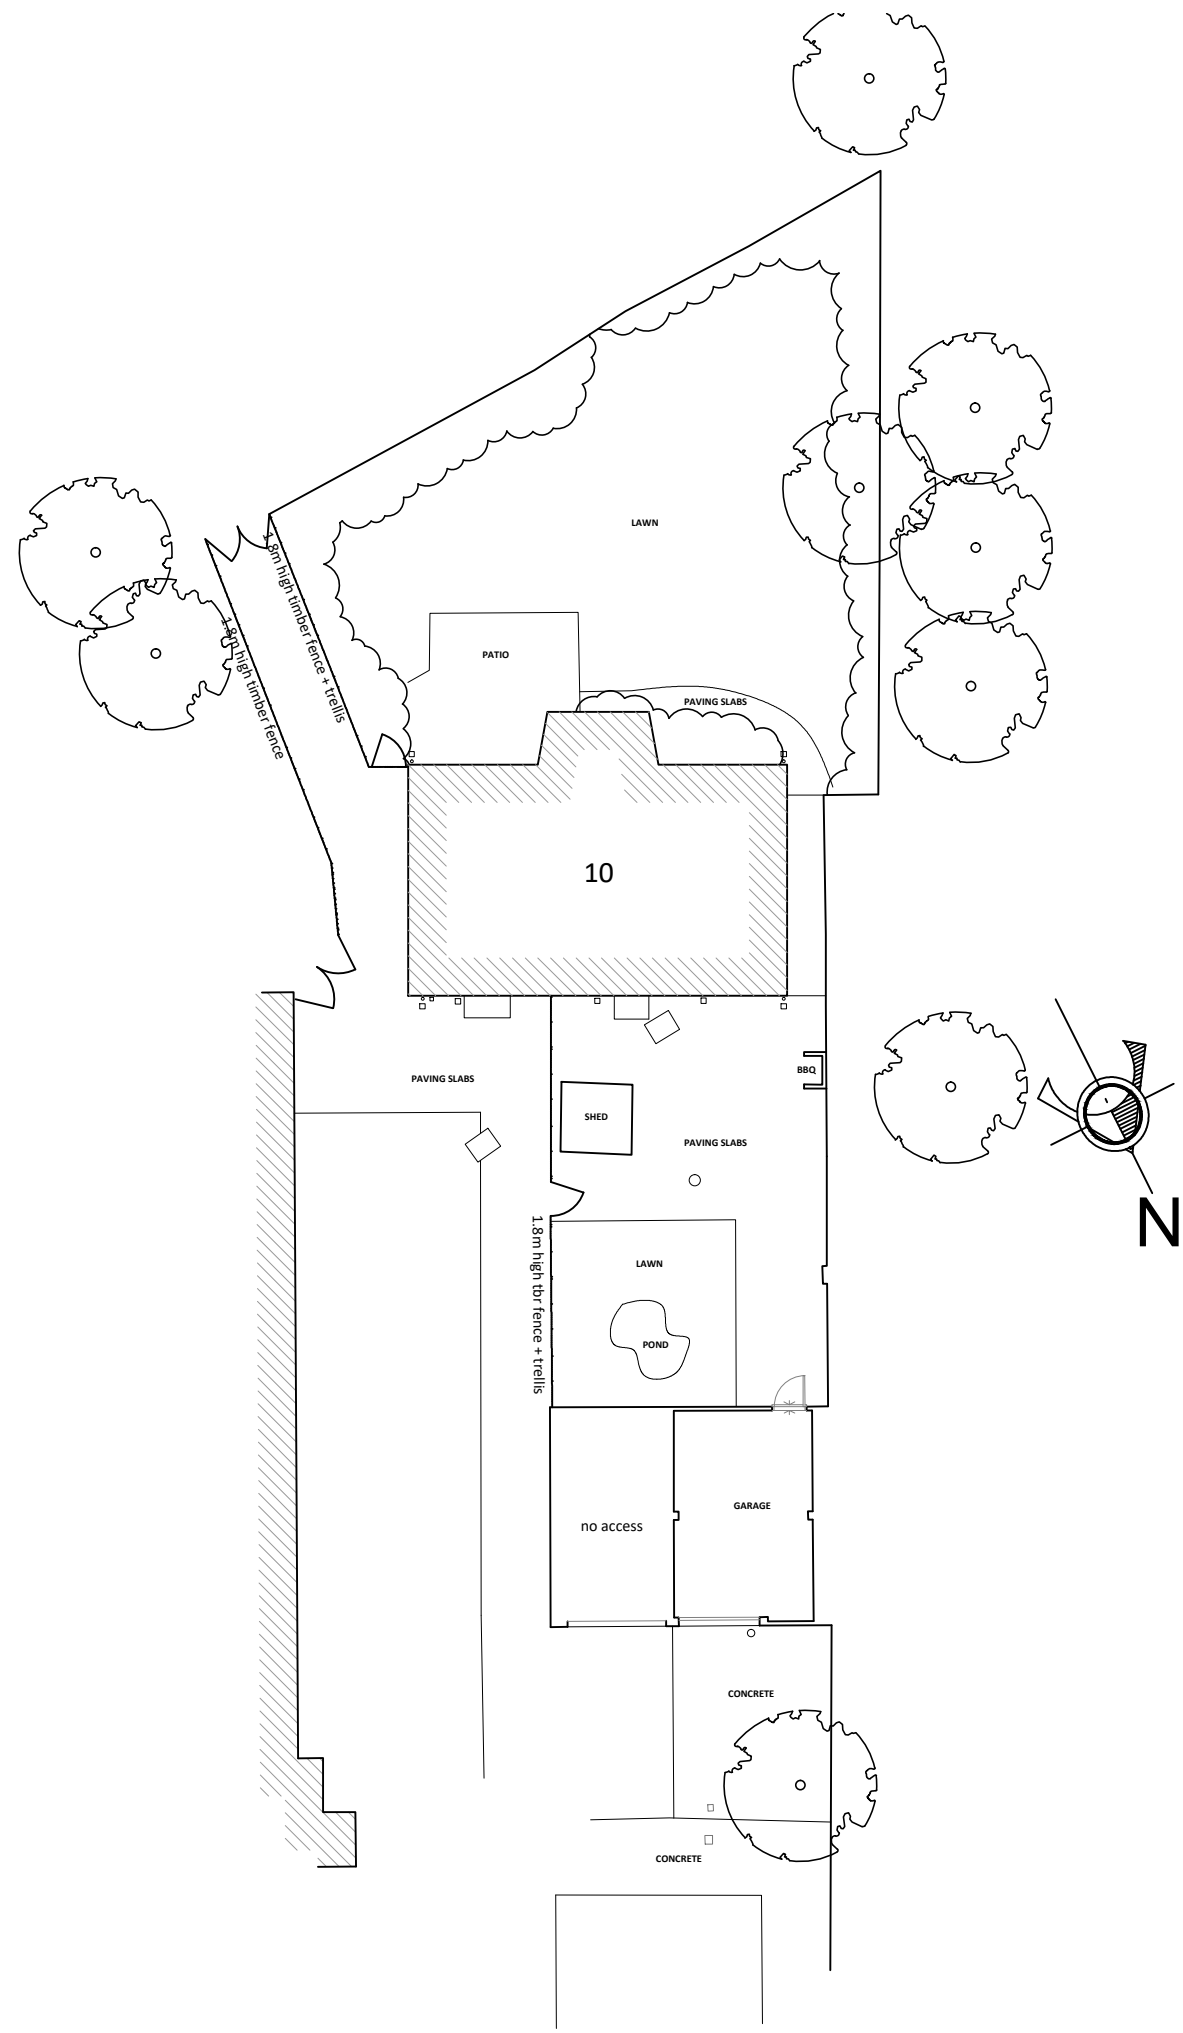 LAWN
1.8m high timber fence + trellis
1.8m high timber fence
PATIO
PAVING SLABS
10
PAVING SLABS
BBQ
SHED
PAVING SLABS
N
1.8m high tbr fence + trellis
LAWN
POND
GARAGE
no access
CONCRETE
CONCRETE